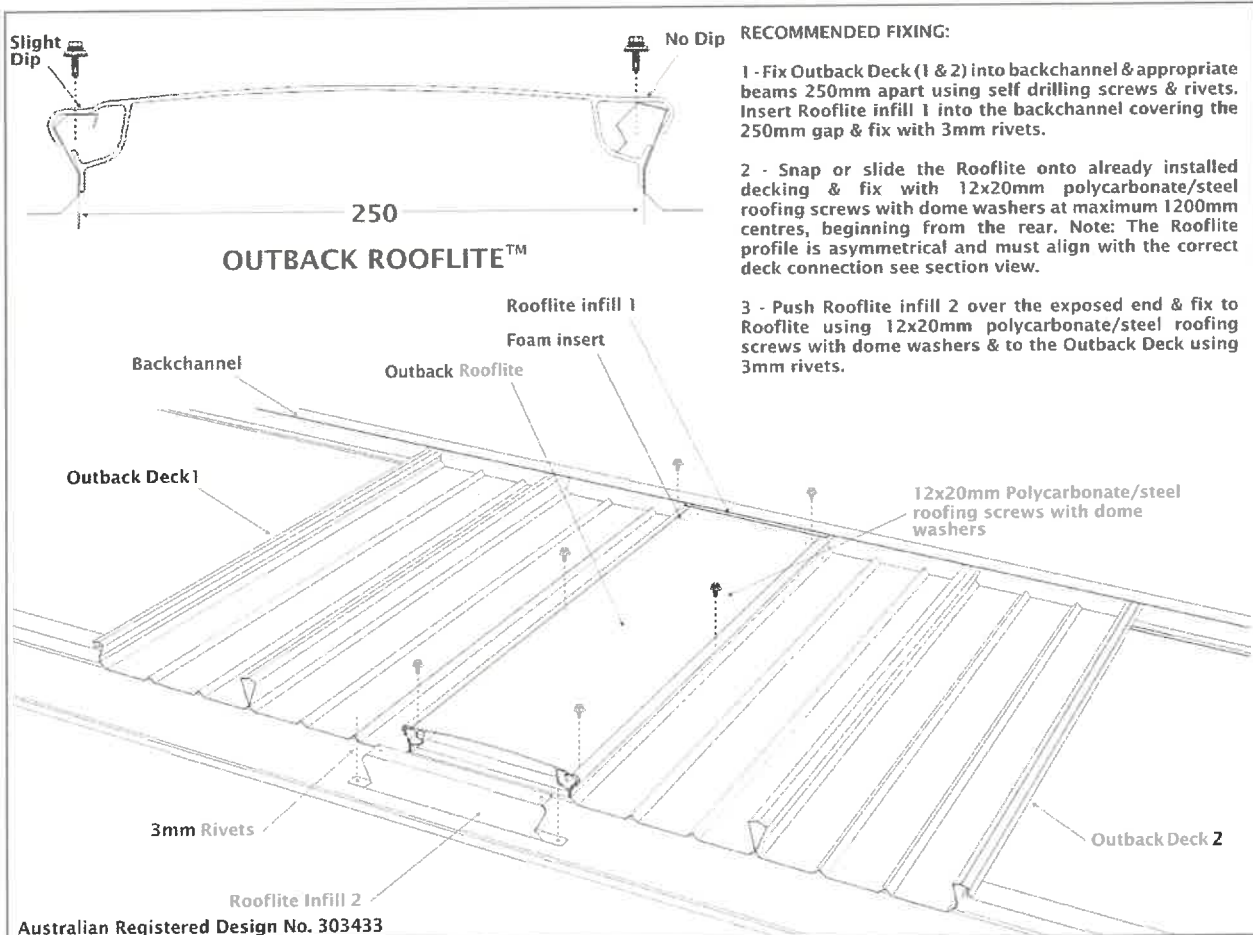 Slight
Dip
No Dip
250
OUTBACK ROOFLITE™
RECOMMENDED FIXING:
1 - Fix Outback Deck (1 & 2) into backchannel & appropriate
beams 250mm apart using self drilling screws & rivets.
Insert Rooflite infill 1 into the backchannel covering the
250mm gap & fix with 3mm rivets.
2 - Snap or slide the Rooflite onto already installed
decking & fix with 12x20mm polycarbonate/steel
roofing screws with dome washers at maximum 1200mm
centres, beginning from the rear. Note: The Rooflite
profile is asymmetrical and must align with the correct
deck connection see section view.
3 - Push Rooflite infill 2 over the exposed end & fix to
Rooflite using 12x20mm polycarbonate/steel roofing
screws with dome washers & to the Outback Deck using
3mm rivets.
Rooflite infill 1
Foam insert
Backchannel
Outback Rooflite
Outback Deck1
12x20mm Polycarbonate/steel
roofing screws with dome
washers
3mm Rivets
Outback Deck 2
Rooflite Infill 2
Australian Registered Design No. 303433